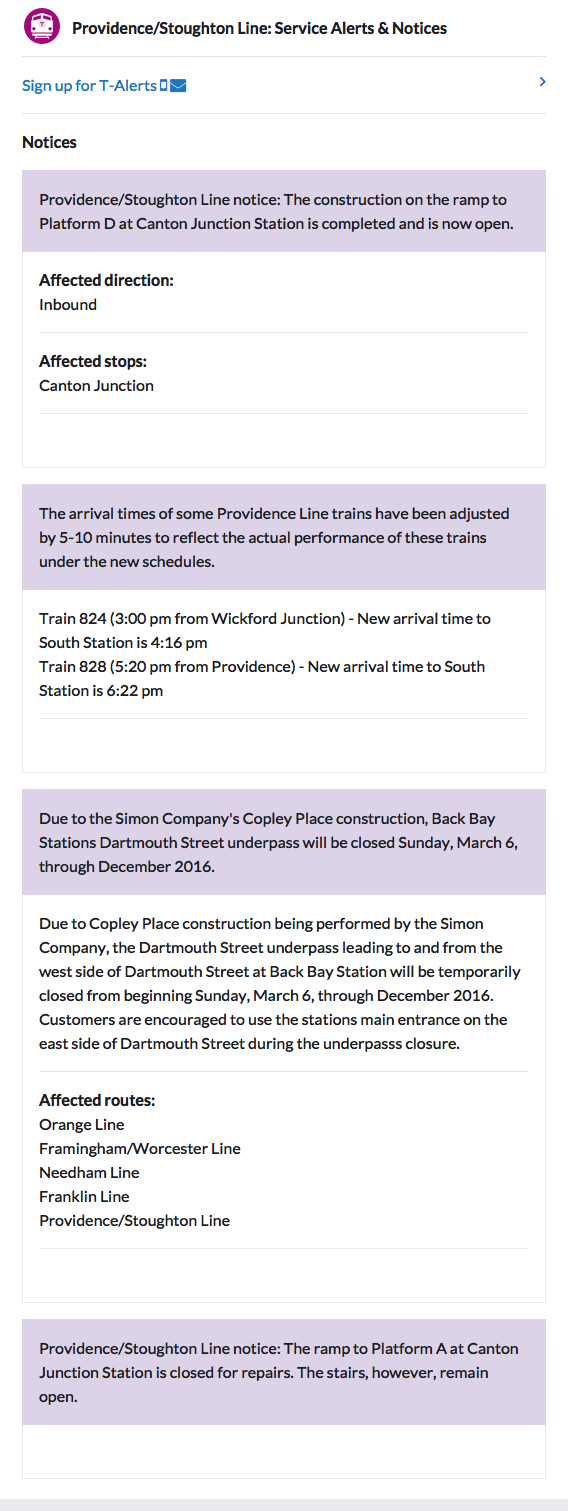 Providence/Stoughton Line: Service Alerts & Notices
Sign up for T-Alerts
Notices
Providence/Stoughton Line notice: The construction on the ramp to
Platform D at Canton Junction Station is completed and is now open.
Affected direction:
Inbound
Affected stops:
Canton Junction
The arrival times of some Providence Line trains have been adjusted
by 5-10 minutes to reflect the actual performance of these trains
under the new schedules.
Train 824 (3:00 pm from Wickford Junction) - New arrival time to
South Station is 4:16 pm
Train 828 (5:20 pm from Providence) - New arrival time to South
Station is 6:22 pm
Due to the Simon Company's Copley Place construction, Back Bay
Stations Dartmouth Street underpass will be closed Sunday, March 6,
through December 2016.
Due to Copley Place construction being performed by the Simon
Company, the Dartmouth Street underpass leading to and from the
west side of Dartmouth Street at Back Bay Station will be temporarily
closed from beginning Sunday, March 6, through December 2016.
Customers are encouraged to use the stations main entrance on the
east side of Dartmouth Street during the underpasss closure.
Affected routes:
Orange Line
Framingham/Worcester Line
Needham Line
Franklin Line
Providence/Stoughton Line
Providence/Stoughton Line notice: The ramp to Platform A at Canton
Junction Station is closed for repairs. The stairs, however, remain
open.